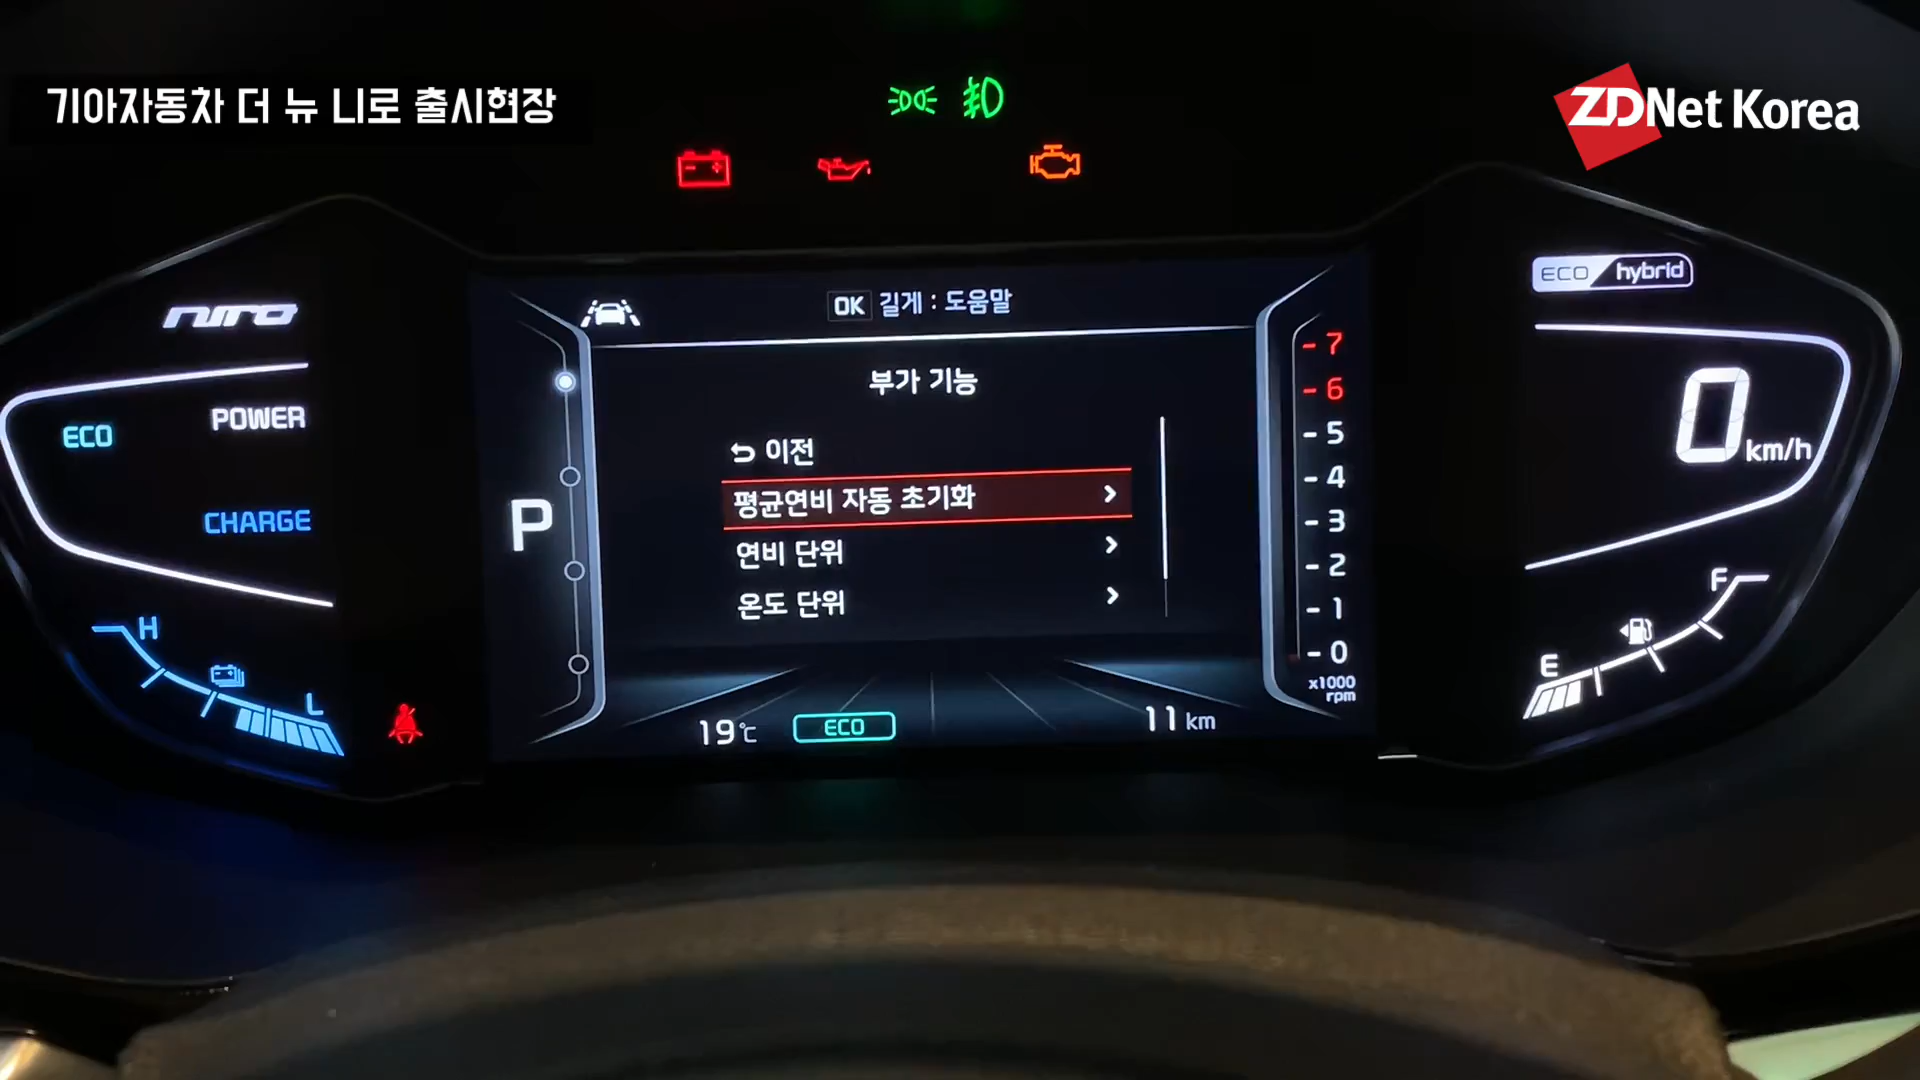 기아자동차 더 뉴 니로 출시현장
ZDNet Korea
niro
ECO
POWER
CHARGE
H
L
P
OK 길게 : 도움말
부가 기능
이전
평균연비 자동 초기화
연비 단위
온도 단위
19℃
ECO
11 km
7
6
5
4
3
2
1
0
x1000
rpm
ECO hybrid
0 km/h
F
E